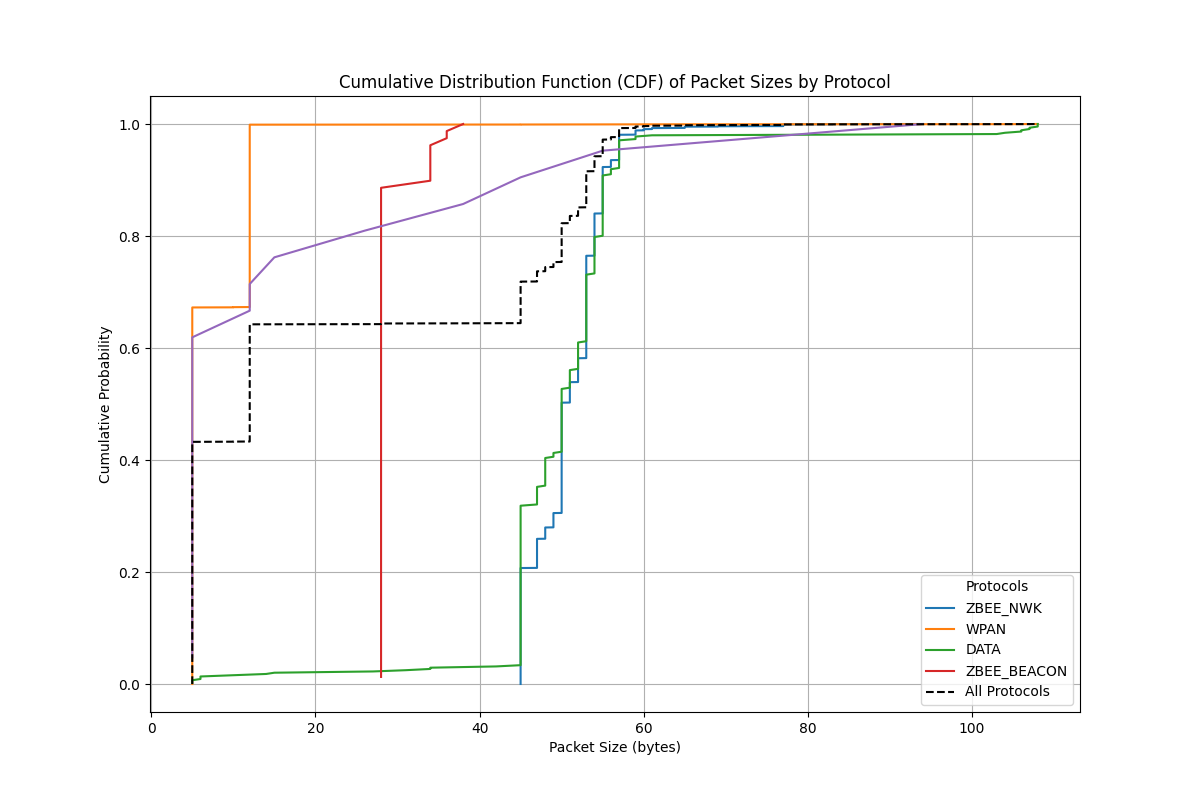 Cumulative Distribution Function (CDF) of Packet Sizes by Protocol
Cumulative Probability
1.0
0.8
0.6
0.4
0.2
0.0
0 20 40 60 80 100
Packet Size (bytes)
Protocols
ZBEE_NWK
WPAN
DATA
ZBEE_BEACON
All Protocols